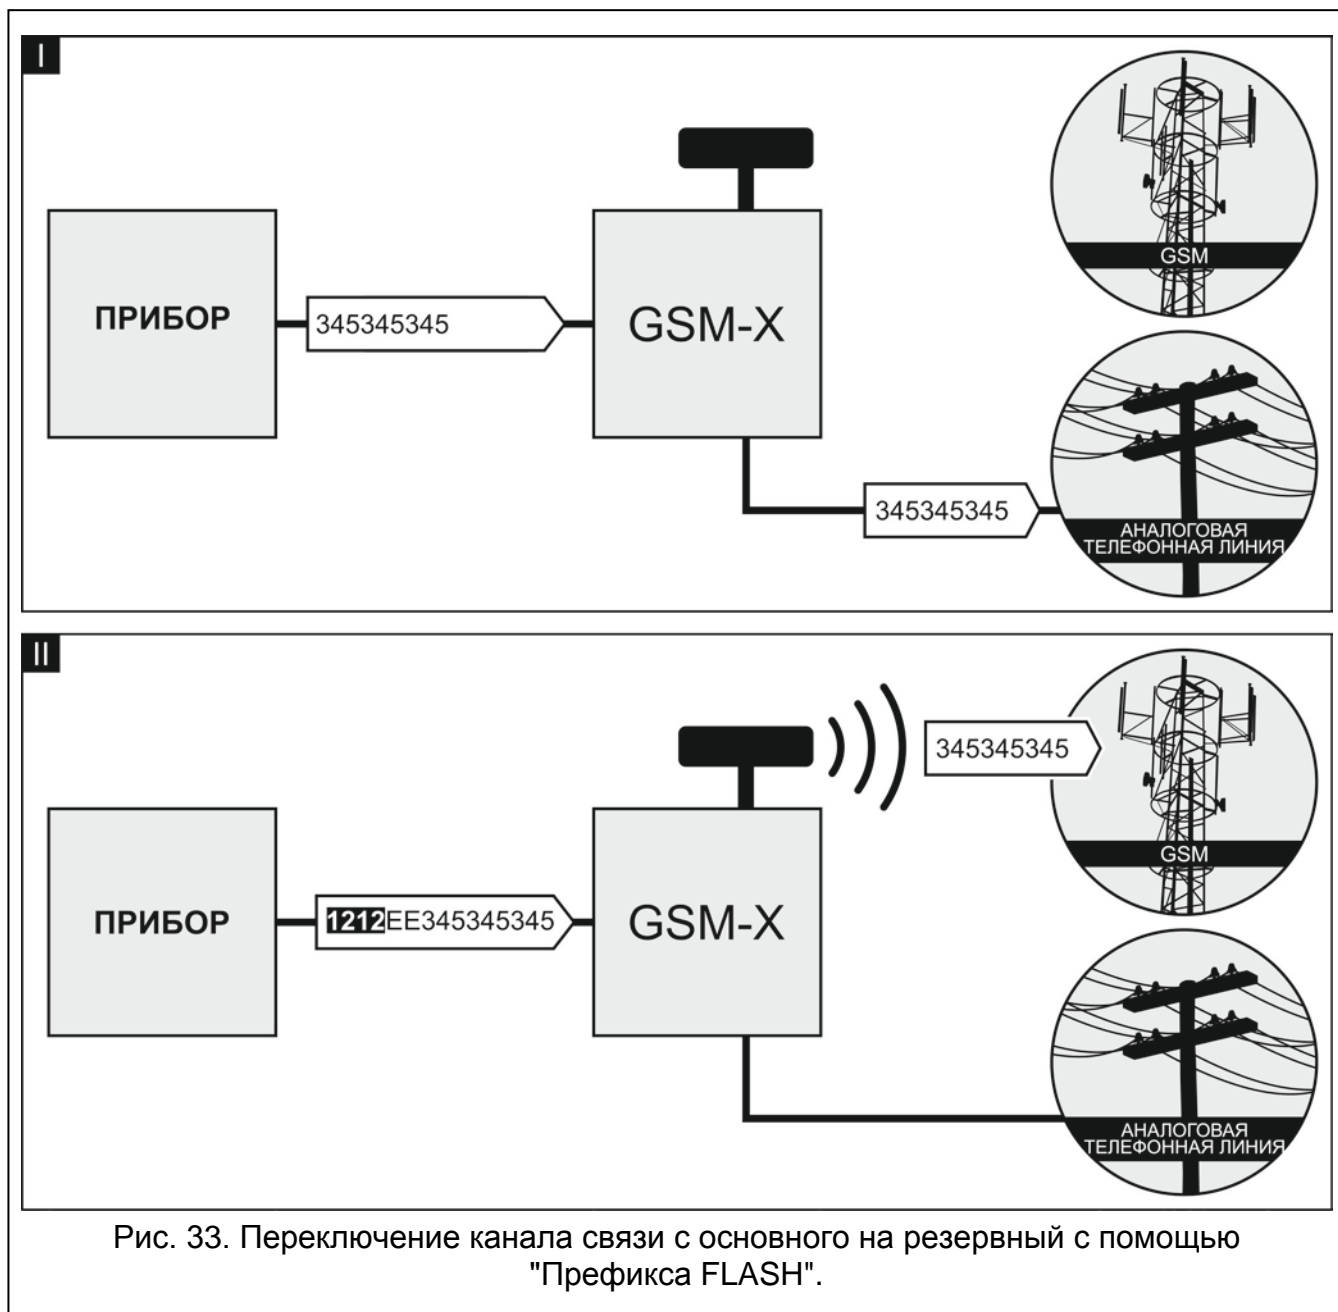 I
GSM
ПРИБОР
345345345
GSM-X
345345345
АНАЛОГОВАЯ
ТЕЛЕФОННАЯ ЛИНИЯ
II
345345345
GSM
ПРИБОР
1212EE345345345
GSM-X
АНАЛОГОВАЯ
ТЕЛЕФОННАЯ ЛИНИЯ
Рис. 33. Переключение канала связи с основного на резервный с помощью
"Префикса FLASH".